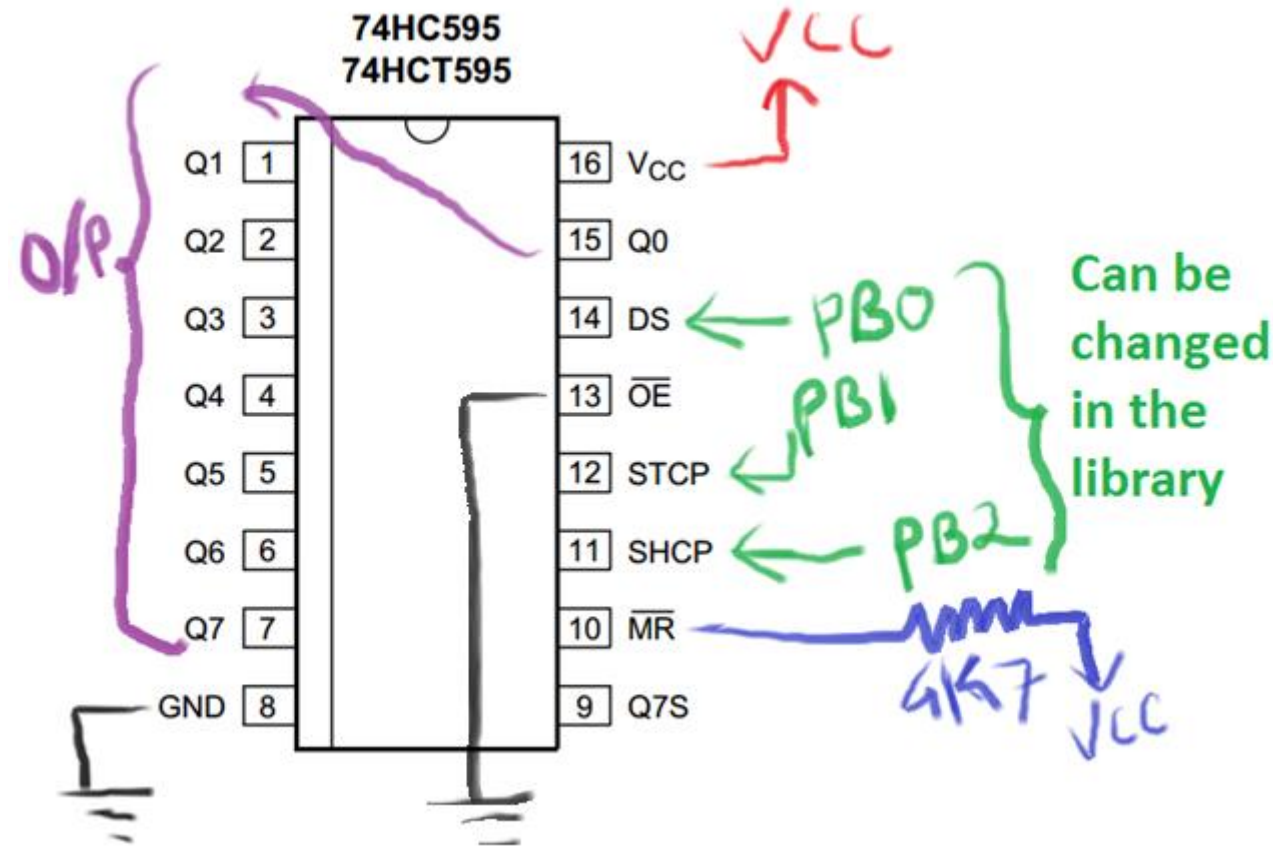 74HC595
74HCT595
VCC
Q1 1
16 VCC
Q2 2
15 Q0
O/P
Q3 3
14 DS
PB0
Q4 4
13 OE
PB1
Q5 5
12 STCP
Q6 6
11 SHCP
PB2
Can be
changed
in the
library
Q7 7
10 MR
4K7
VCC
GND 8
9 Q7S